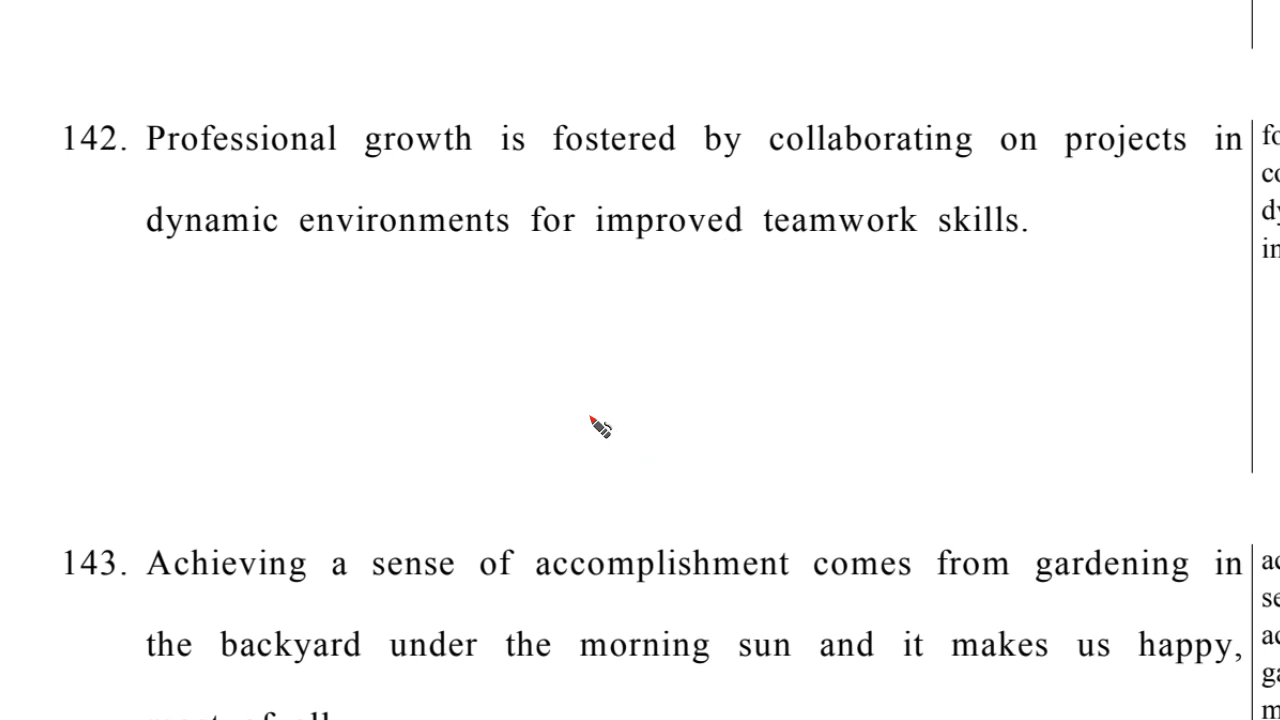 142. Professional growth is fostered by collaborating on projects in
dynamic environments for improved teamwork skills.
143. Achieving a sense of accomplishment comes from gardening in
the backyard under the morning sun and it makes us happy,